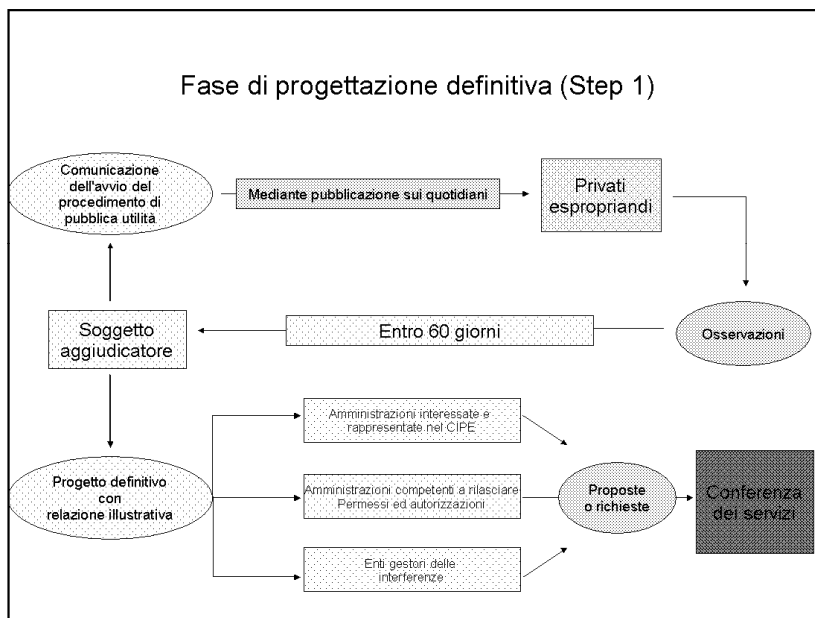 Fase di progettazione definitiva (Step 1)
Comunicazione
dell'avvio del
procedimento di
pubblica utilità
Mediante pubblicazione sui quotidiani
Privati
espropriandi
Soggetto
aggiudicatore
Entro 60 giorni
Osservazioni
Amministrazioni interessate e
rappresentate nel CIPE
Progetto definitivo
con
relazione illustrativa
Amministrazioni competenti a rilasciare
Permessi ed autorizzazioni
Proposte
o richieste
Conferenza
dei servizi
Enti gestori delle
interferenze